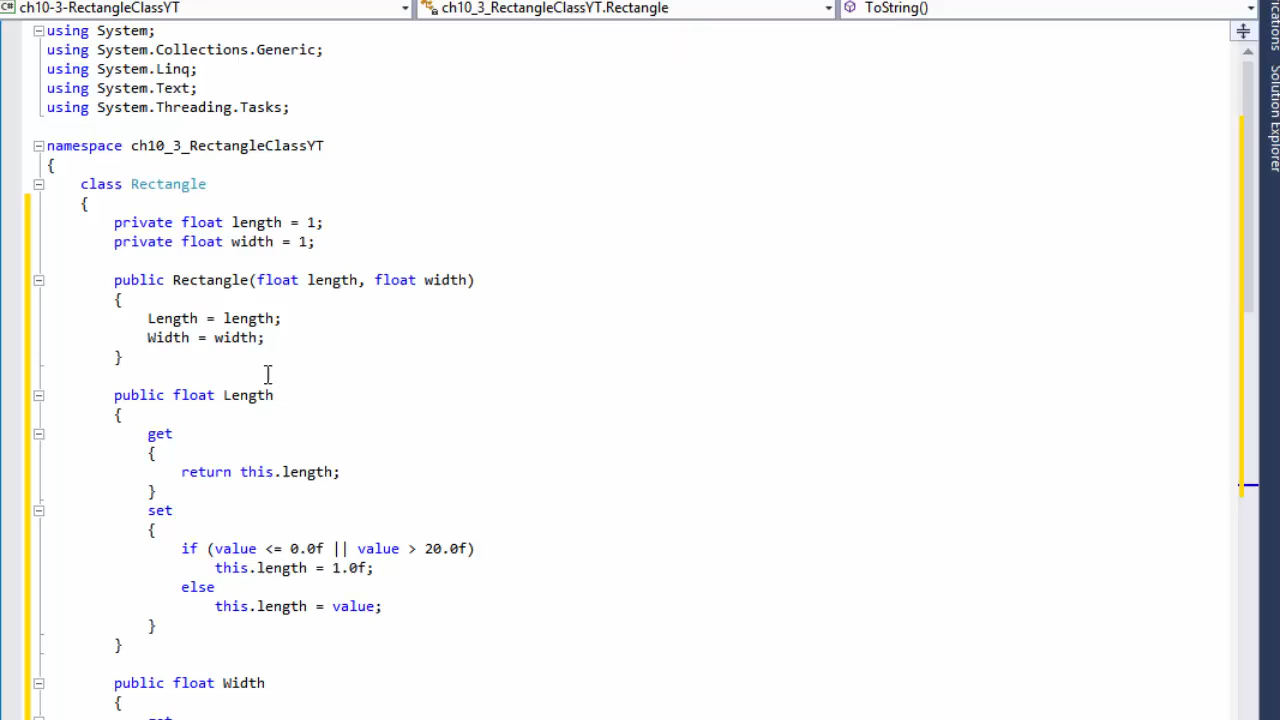 C# ch10-3-RectangleClassYT
ch10_3_RectangleClassYT.Rectangle
ToString()
using System;
using System.Collections.Generic;
using System.Linq;
using System.Text;
using System.Threading.Tasks;
namespace ch10_3_RectangleClassYT
{
    class Rectangle
    {
        private float length = 1;
        private float width = 1;
        public Rectangle(float length, float width)
        {
            Length = length;
            Width = width;
        }
        public float Length
        {
            get
            {
                return this.length;
            }
            set
            {
                if (value <= 0.0f || value > 20.0f)
                    this.length = 1.0f;
                else
                    this.length = value;
            }
        }
        public float Width
        {
Solution Explorer